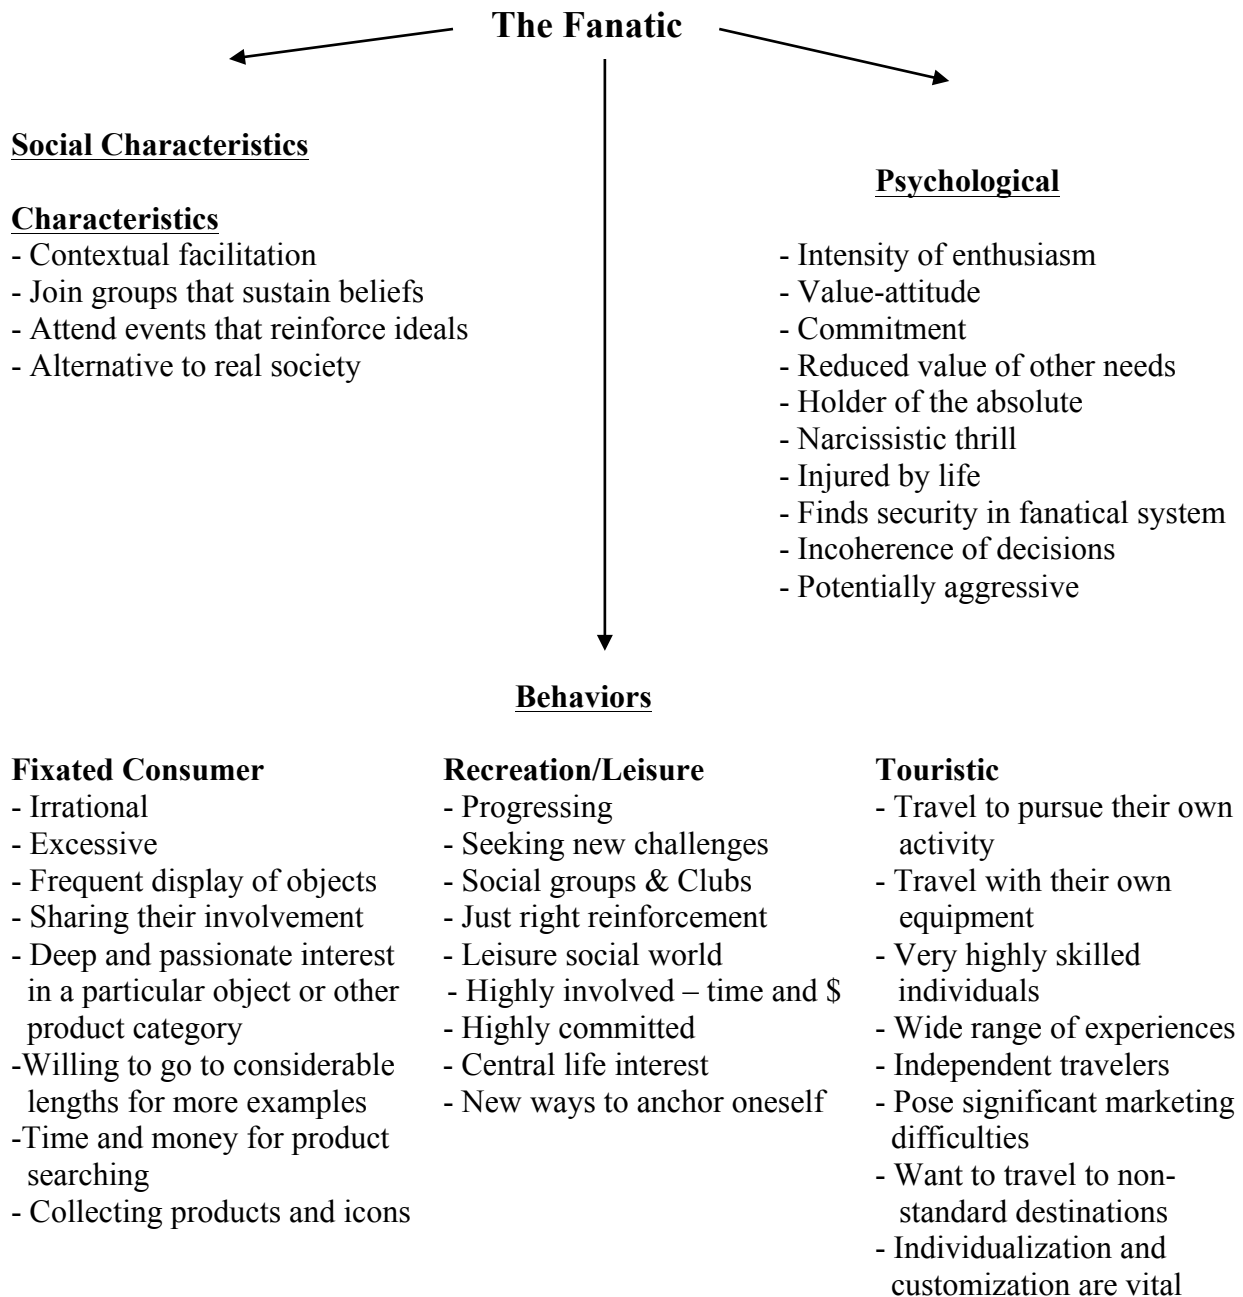 The Fanatic
Social Characteristics
Characteristics
- Contextual facilitation
- Join groups that sustain beliefs
- Attend events that reinforce ideals
- Alternative to real society
Psychological
- Intensity of enthusiasm
- Value-attitude
- Commitment
- Reduced value of other needs
- Holder of the absolute
- Narcissistic thrill
- Injured by life
- Finds security in fanatical system
- Incoherence of decisions
- Potentially aggressive
Behaviors
Fixated Consumer
- Irrational
- Excessive
- Frequent display of objects
- Sharing their involvement
- Deep and passionate interest
in a particular object or other
product category
-Willing to go to considerable
lengths for more examples
-Time and money for product
searching
- Collecting products and icons
Recreation/Leisure
- Progressing
- Seeking new challenges
- Social groups & Clubs
- Just right reinforcement
- Leisure social world
- Highly involved – time and $
- Highly committed
- Central life interest
- New ways to anchor oneself
Touristic
- Travel to pursue their own
activity
- Travel with their own
equipment
- Very highly skilled
individuals
- Wide range of experiences
- Independent travelers
- Pose significant marketing
difficulties
- Want to travel to non-
standard destinations
- Individualization and
customization are vital